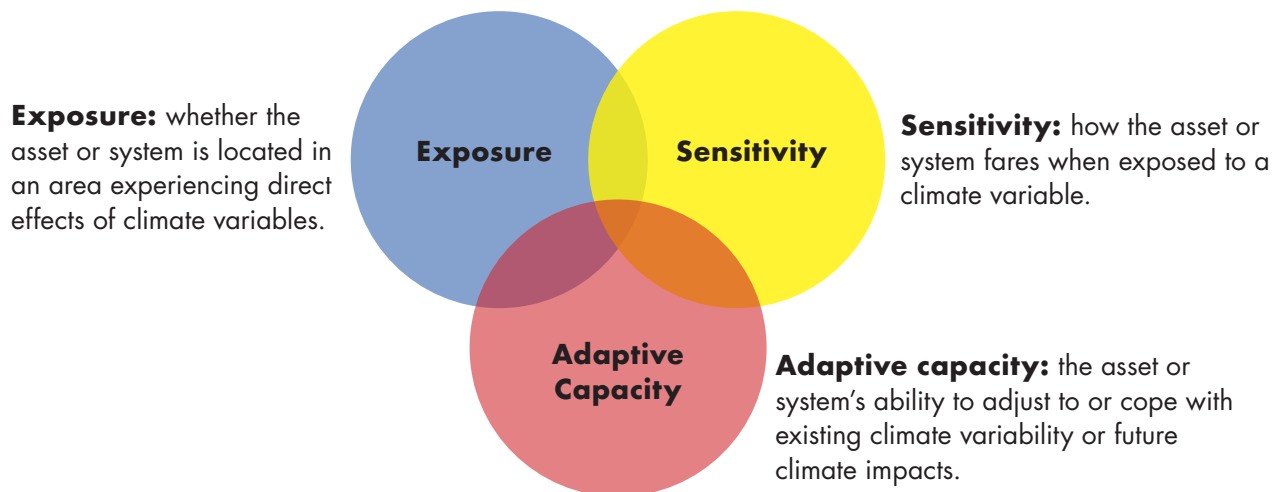 Exposure: whether the
asset or system is located in
an area experiencing direct
effects of climate variables.
Exposure
Sensitivity
Sensitivity: how the asset or
system fares when exposed to a
climate variable.
Adaptive
Capacity
Adaptive capacity: the asset or
system’s ability to adjust to or cope with
existing climate variability or future
climate impacts.